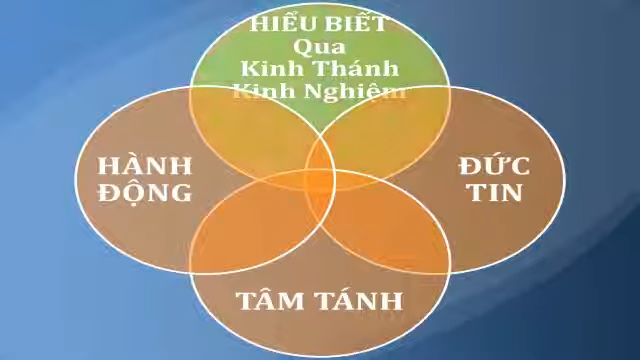 HIỂU BIẾT
Qua
Kinh Thánh
Kinh Nghiệm
HÀNH
ĐỘNG
ĐỨC
TIN
TÂM TÁNH